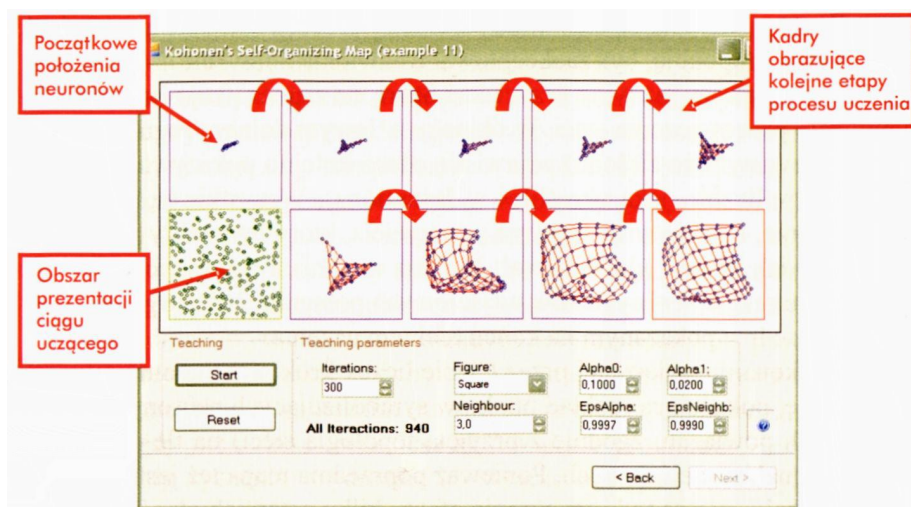 Początkowe
położenia
neuronów
Kohonen's Self-Organizing Map (example 11)
Kadry
obrazujące
kolejne etapy
procesu uczenia
Obszar
prezentacji
ciągu
uczącego
Teaching
Start
Reset
Teaching parameters
Iterations:
300
All Iteractions: 940
Figure:
Square
Neighbour:
3,0
Alpha0:
0,1000
Alpha1:
0,0200
EpsAlpha:
0,9997
EpsNeighb:
0,9990
< Back
Next >